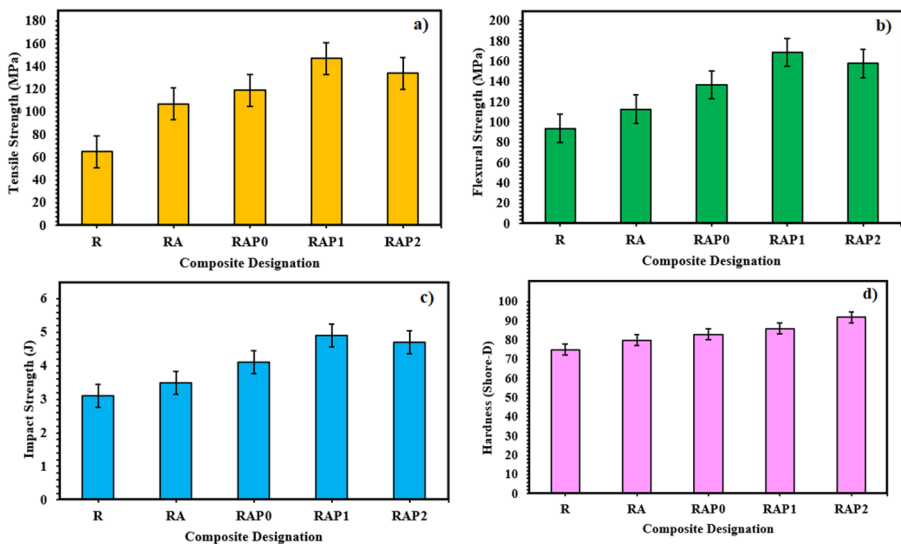 a)
Tensile Strength (MPa)
180
160
140
120
100
80
60
40
20
0
R RA RAP0 RAP1 RAP2
Composite Designation
b)
Flexural Strength (MPa)
200
180
160
140
120
100
80
60
40
20
0
R RA RAP0 RAP1 RAP2
Composite Designation
c)
Impact Strength (J)
6
5
4
3
2
1
0
R RA RAP0 RAP1 RAP2
Composite Designation
d)
Hardness (Shore-D)
100
90
80
70
60
50
40
30
20
10
0
R RA RAP0 RAP1 RAP2
Composite Designation